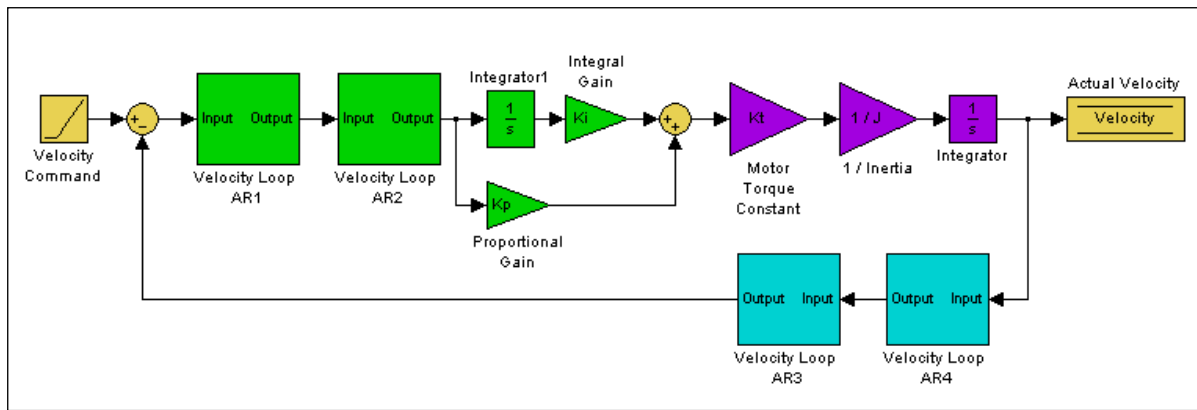 Velocity
Command
+
−
Input Output
Velocity Loop
AR1
Input Output
Velocity Loop
AR2
Integrator1
1
s
Integral
Gain
Ki
Kp
Proportional
Gain
+
+
Kt
Motor
Torque
Constant
1 / J
1 / Inertia
1
s
Integrator
Actual Velocity
Velocity
Output Input
Velocity Loop
AR3
Output Input
Velocity Loop
AR4